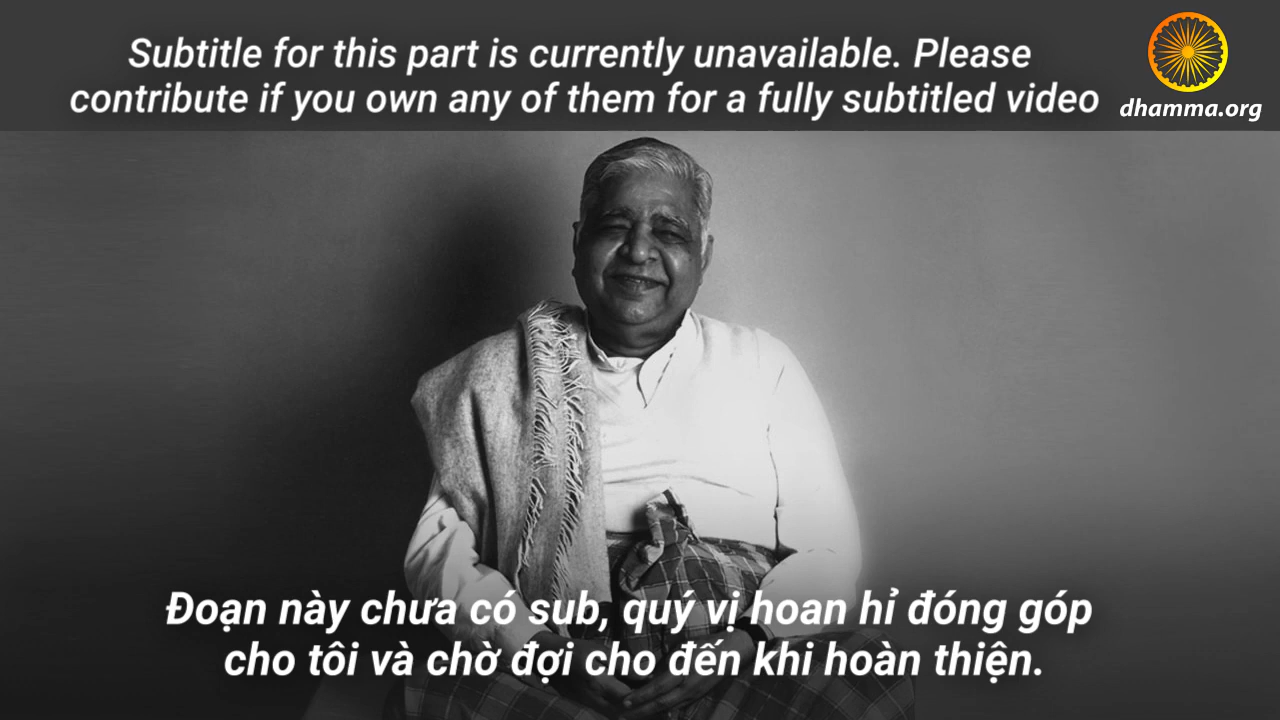 Subtitle for this part is currently unavailable. Please
contribute if you own any of them for a fully subtitled video
dhamma.org
Đoạn này chưa có sub, quý vị hoan hỉ đóng góp
cho tôi và chờ đợi cho đến khi hoàn thiện.